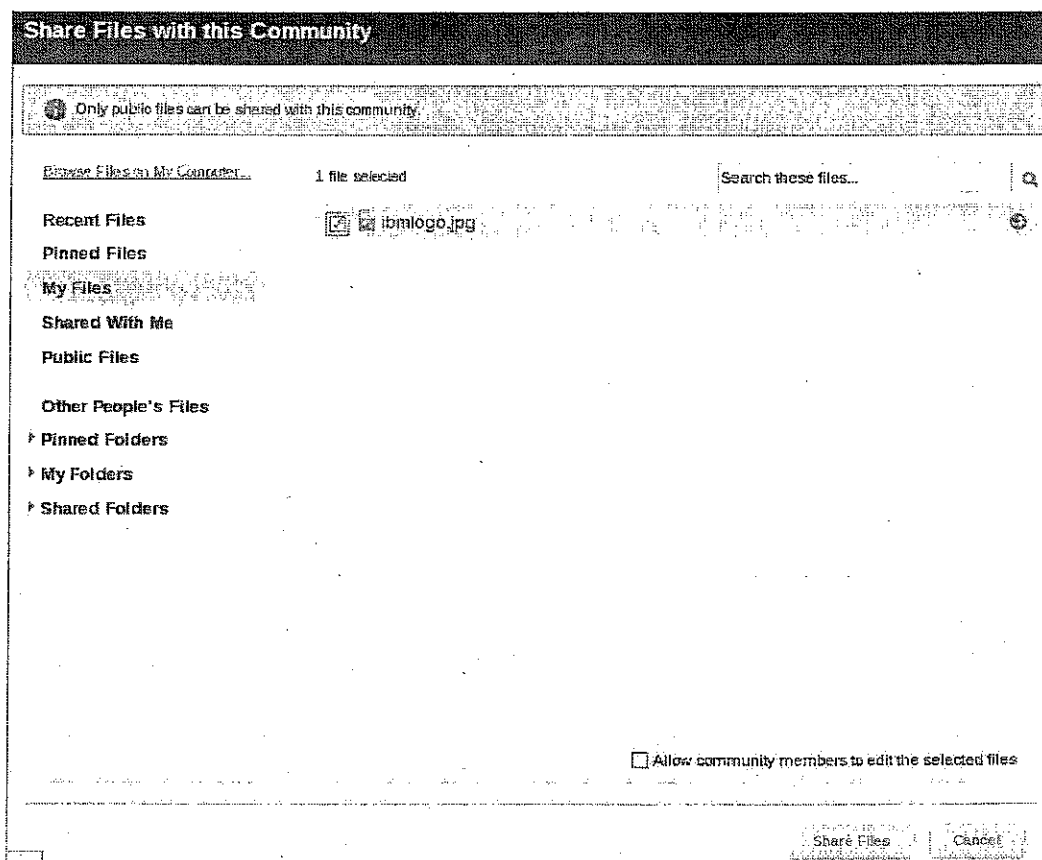 Share Files with this Community
Only public files can be shared with this community.
Browse Files on My Computer...
1 file selected
Search these files...
Recent Files
ibmlogo.jpg
Pinned Files
My Files
Shared With Me
Public Files
Other People's Files
Pinned Folders
My Folders
Shared Folders
Allow community members to edit the selected files
Share Files
Cancel